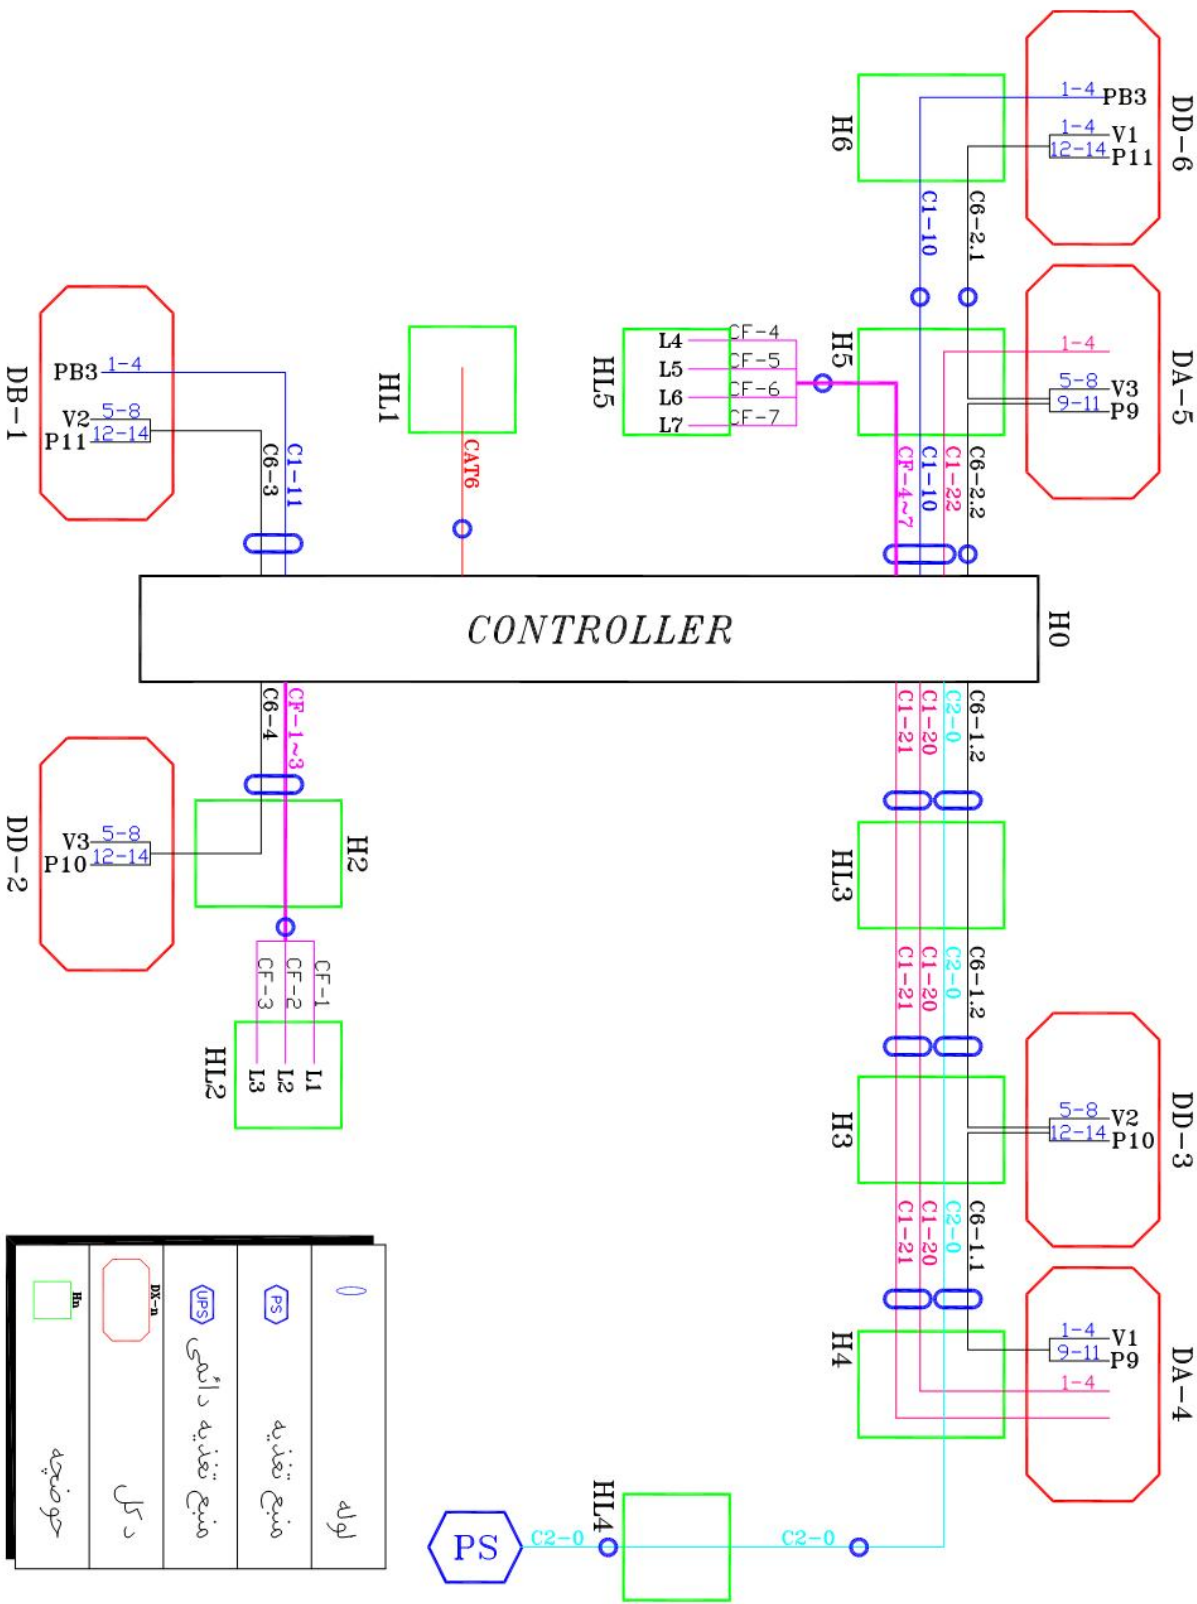 DD-6
1-4 PB3
1-4 V1
12-14 P11
H6
C1-10
C6-2.1
DA-5
1-4
5-8 V3
9-11 P9
H5
CF-4~7
C1-10
C1-22
C6-2.2
HL5
L4 CF-4
L5 CF-5
L6 CF-6
L7 CF-7
HL1
CAT6
DB-1
PB3 1-4
V2 5-8
P11 12-14
C6-3
C1-11
CONTROLLER
H0
C6-4
CF-1~3
DD-2
V3 5-8
P10 12-14
H2
CF-3
CF-2
CF-1
HL2
L3
L2
L1
C1-21
C1-20
C2-0
C6-1.2
HL3
C1-21
C1-20
C2-0
C6-1.2
DD-3
5-8 V2
12-14 P10
H3
C1-21
C1-20
C2-0
C6-1.1
DA-4
1-4 V1
9-11 P9
1-4
H4
HL4
C2-0
C2-0
PS
لوله
PS منبع تغذیه
UPS منبع تغذیه دائمی
DX-n دکل
Hn حوضچه